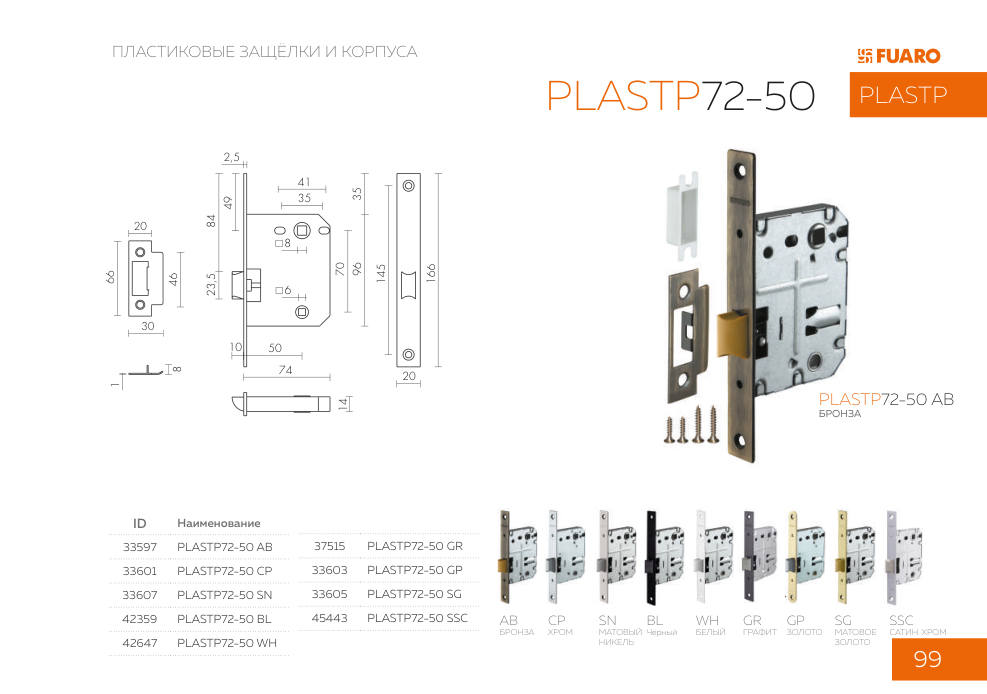 ПЛАСТИКОВЫЕ ЗАЩЁЛКИ И КОРПУСА
FUARO
PLASTP72-50
PLASTP
2,5
41
35
49
84
35
□8
20
66
46
30
23,5
□6
70
96
145
166
10
50
74
20
1
8
14
PLASTP72-50 AB
БРОНЗА
ID Наименование
33597 PLASTP72-50 AB
33601 PLASTP72-50 CP
33607 PLASTP72-50 SN
42359 PLASTP72-50 BL
42647 PLASTP72-50 WH
37515 PLASTP72-50 GR
33603 PLASTP72-50 GP
33605 PLASTP72-50 SG
45443 PLASTP72-50 SSC
AB
БРОНЗА
CP
ХРОМ
SN
МАТОВЫЙ
НИКЕЛЬ
BL
Черный
WH
БЕЛЫЙ
GR
ГРАФИТ
GP
ЗОЛОТО
SG
МАТОВОЕ
ЗОЛОТО
SSC
САТИН ХРОМ
99